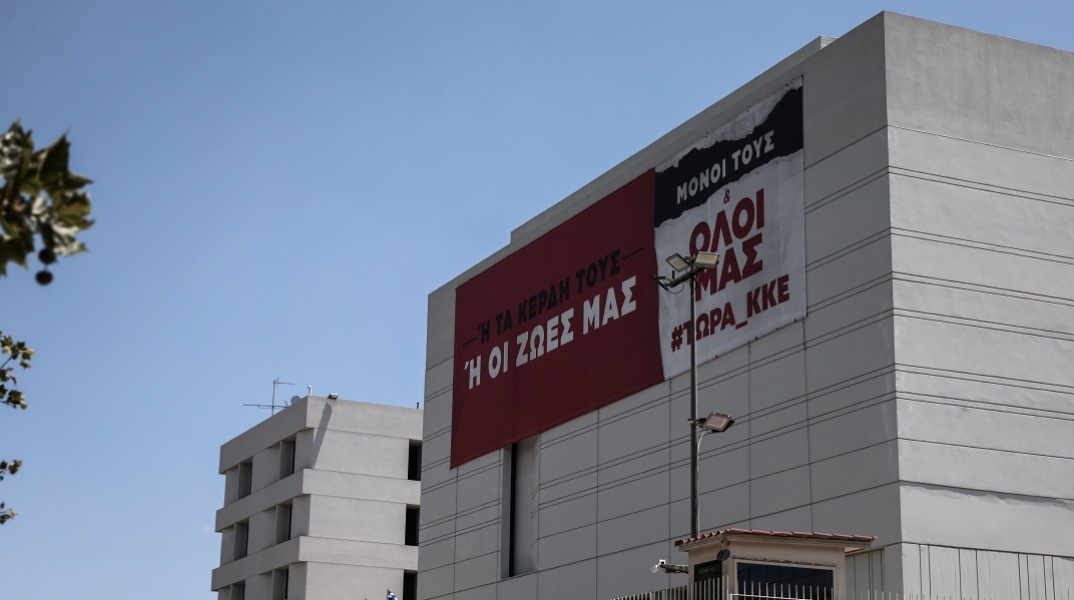 Ή ΤΑ ΚΕΡΔΗ ΤΟΥΣ
Ή ΟΙ ΖΩΕΣ ΜΑΣ
ΜΟΝΟΙ ΤΟΥΣ
&
ΟΛΟΙ
ΜΑΣ
#ΤΩΡΑ_ΚΚΕ